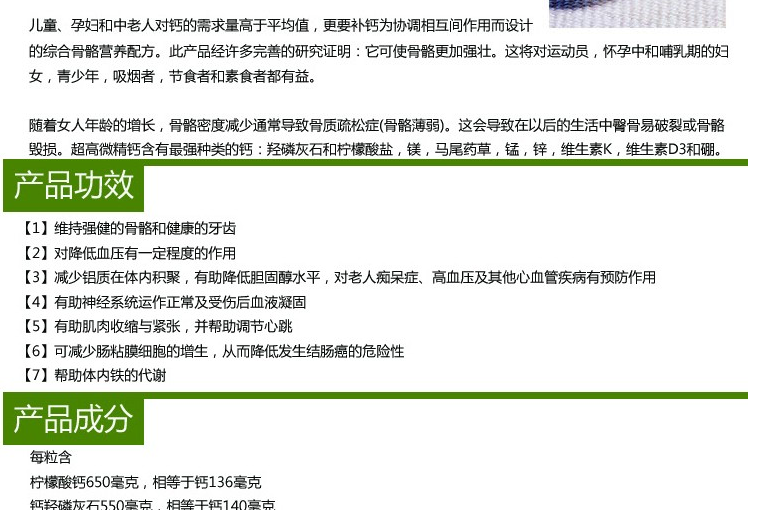 儿童、孕妇和中老人对钙的需求量高于平均值，更要补钙为协调相互间作用而设计
的综合骨骼营养配方。此产品经许多完善的研究证明：它可使骨骼更加强壮。这将对运动员，怀孕中和哺乳期的妇
女，青少年，吸烟者，节食者和素食者都有益。
随着女人年龄的增长，骨骼密度减少通常导致骨质疏松症(骨骼薄弱)。这会导致在以后的生活中臀骨易破裂或骨骼
毁损。超高微精钙含有最强种类的钙：羟磷灰石和柠檬酸盐，镁，马尾药草，锰，锌，维生素K，维生素D3和硼。
产品功效
【1】维持强健的骨骼和健康的牙齿
【2】对降低血压有一定程度的作用
【3】减少铝质在体内积聚，有助降低胆固醇水平，对老人痴呆症、高血压及其他心血管疾病有预防作用
【4】有助神经系统运作正常及受伤后血液凝固
【5】有助肌肉收缩与紧张，并帮助调节心跳
【6】可减少肠粘膜细胞的增生，从而降低发生结肠癌的危险性
【7】帮助体内铁的代谢
产品成分
每粒含
柠檬酸钙650毫克，相等于钙136毫克
钙羟磷灰石550毫克，相等于钙140毫克